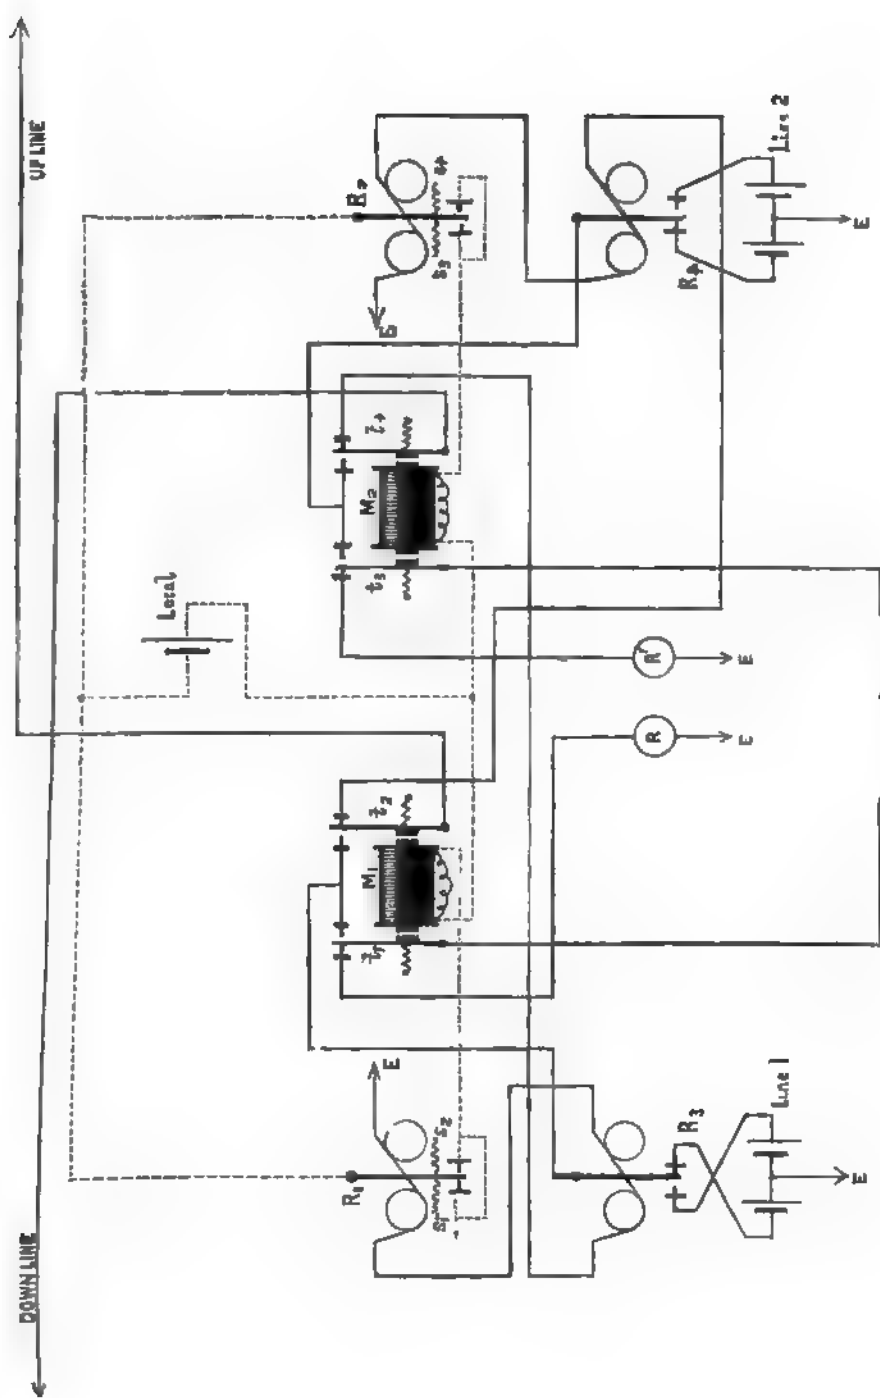 DOWN LINE
UP LINE
Local
R₁
E
S₁
S₂
t₁
M₁
t₂
t₃
M₂
t₄
E
R₂
S₃
S₄
R₃
Line 1
E
R
E
R'
E
R₄
Line 2
E